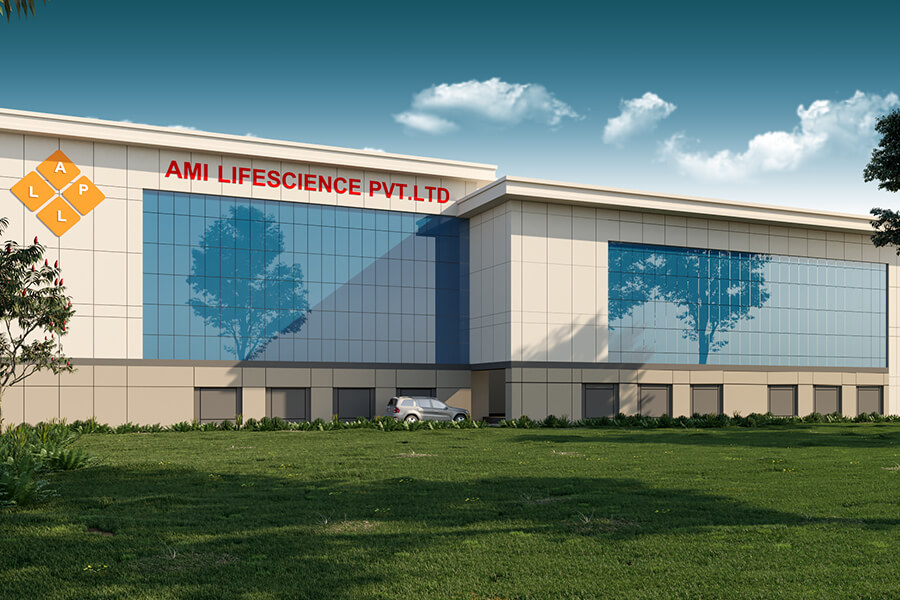 A
L P
L
AMI LIFESCIENCE PVT.LTD